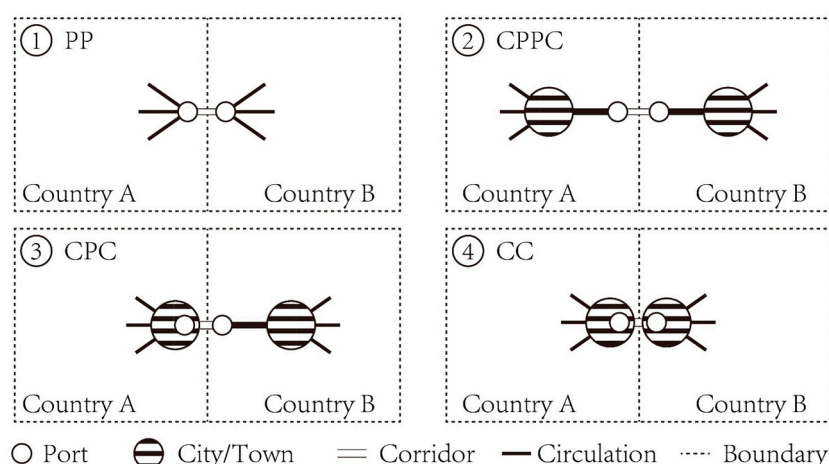 ① PP
Country A
Country B
② CPPC
Country A
Country B
③ CPC
Country A
Country B
④ CC
Country A
Country B
Port
City/Town
Corridor
Circulation
Boundary